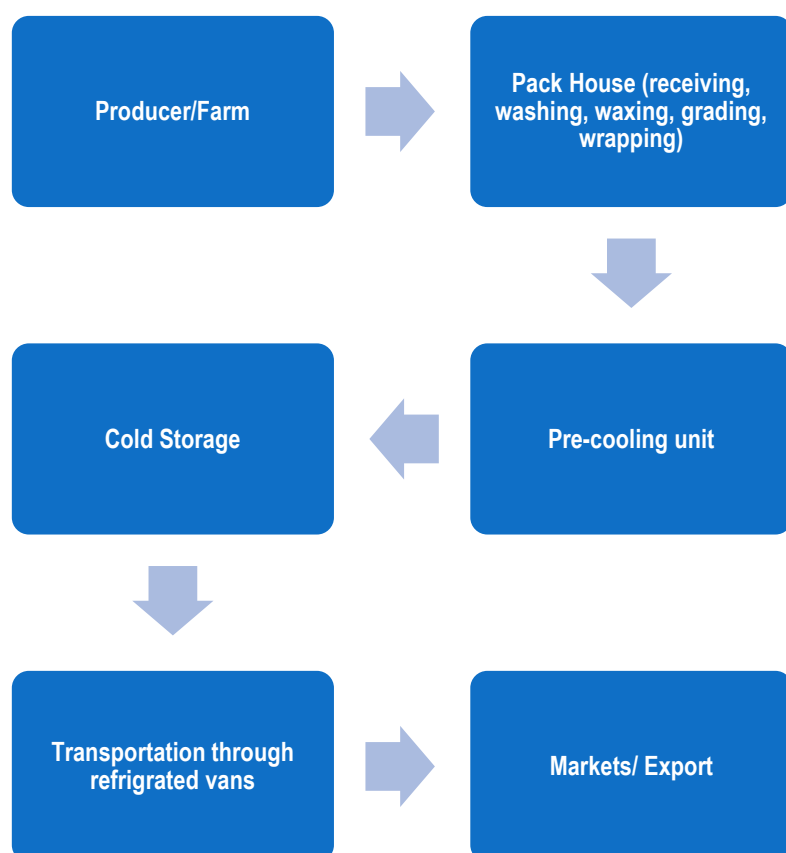 Producer/Farm
Pack House (receiving,
washing, waxing, grading,
wrapping)
Pre-cooling unit
Cold Storage
Transportation through
refrigrated vans
Markets/ Export